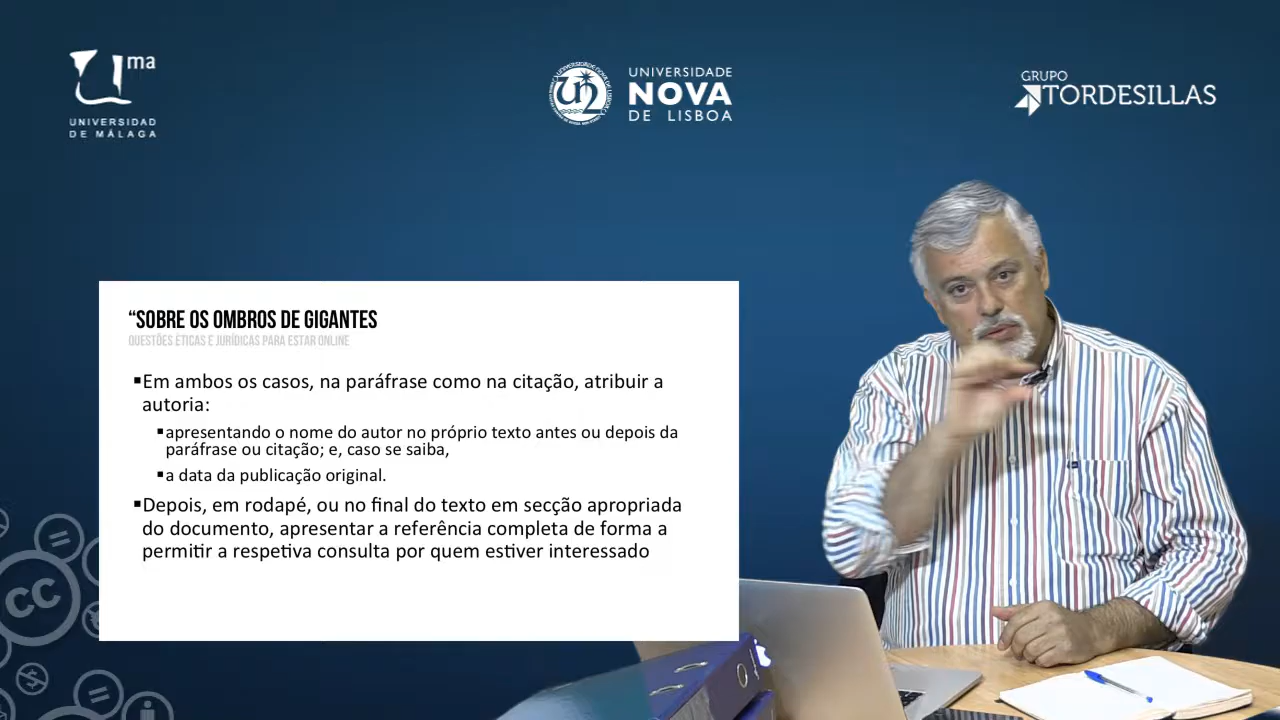 ma
UNIVERSIDAD
DE MÁLAGA
UNIVERSIDADE
NOVA
DE LISBOA
GRUPO
TORDESILLAS
“SOBRE OS OMBROS DE GIGANTES
QUESTÕES ÉTICAS E JURÍDICAS PARA ESTAR ONLINE
▪Em ambos os casos, na paráfrase como na citação, atribuir a
autoria:
▪apresentando o nome do autor no próprio texto antes ou depois da
paráfrase ou citação; e, caso se saiba,
▪a data da publicação original.
▪Depois, em rodapé, ou no final do texto em secção apropriada
do documento, apresentar a referência completa de forma a
permitir a respetiva consulta por quem estiver interessado
CC